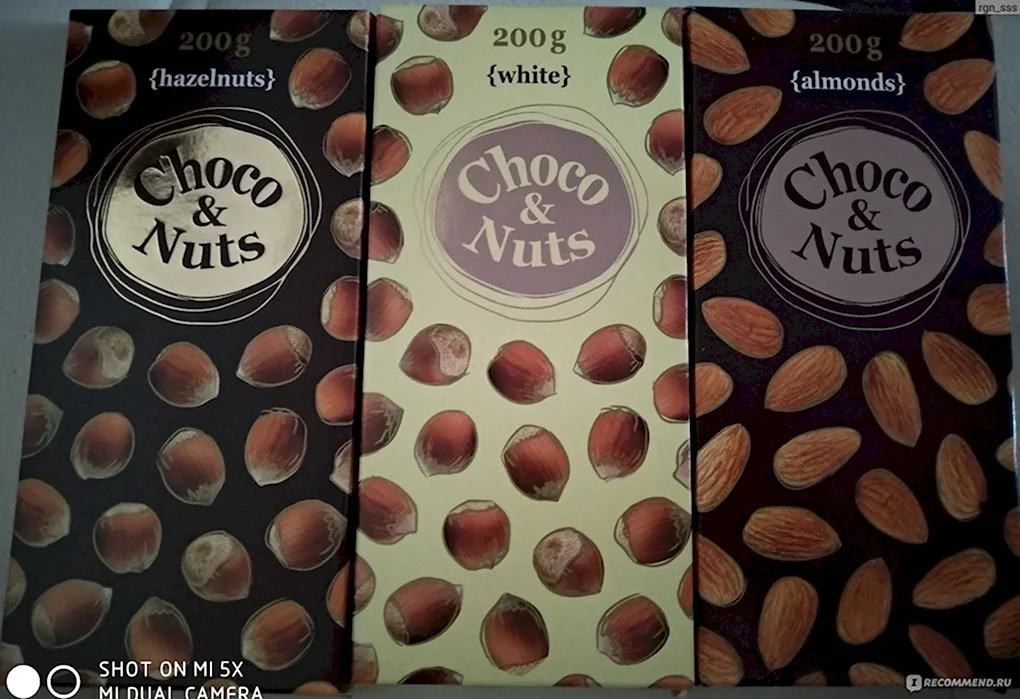 rgn_sss
200g
{hazelnuts}
Choco
&
Nuts
200g
{white}
Choco
&
Nuts
200g
{almonds}
Choco
&
Nuts
SHOT ON MI 5X
MI DUAL CAMERA
IRECOMMEND.RU